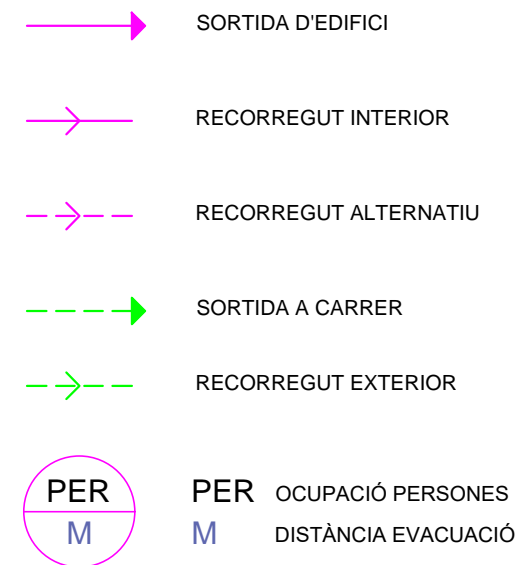 SORTIDA D'EDIFICI
RECORREGUT INTERIOR
RECORREGUT ALTERNATIU
SORTIDA A CARRER
RECORREGUT EXTERIOR
PER PER OCUPACIÓ PERSONES
M M DISTÀNCIA EVACUACIÓ